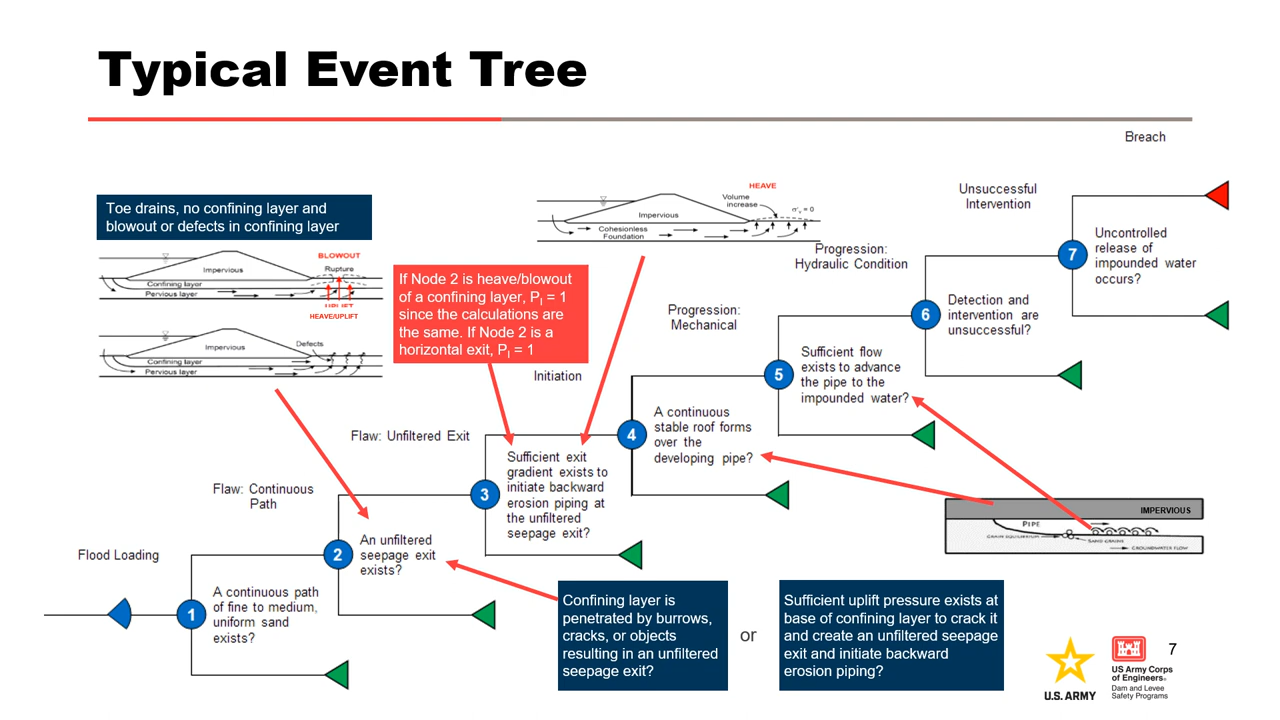 Typical Event Tree
Breach
Unsuccessful
Intervention
Toe drains, no confining layer and
blowout or defects in confining layer
HEAVE
Volume
increase
σ'v = 0
Impervious
Cohesionless
Foundation
Progression:
Hydraulic Condition
7
Uncontrolled
release of
impounded water
occurs?
BLOWOUT
Rupture
Impervious
Confining layer
Pervious layer
UPLIFT
HEAVE/UPLIFT
If Node 2 is heave/blowout
of a confining layer, PI = 1
since the calculations are
the same. If Node 2 is a
horizontal exit, PI = 1
Progression:
Mechanical
6
Detection and
intervention are
unsuccessful?
Defects
Impervious
Confining layer
Pervious layer
Initiation
5
Sufficient flow
exists to advance
the pipe to the
impounded water?
Flaw: Unfiltered Exit
4
A continuous
stable roof forms
over the
developing pipe?
Flaw: Continuous
Path
3
Sufficient exit
gradient exists to
initiate backward
erosion piping at
the unfiltered
seepage exit?
IMPERVIOUS
PIPE
GRAIN EQUILIBRIUM
SAND GRAINS
GROUNDWATER FLOW
Flood Loading
2
An unfiltered
seepage exit
exists?
1
A continuous path
of fine to medium,
uniform sand
exists?
Confining layer is
penetrated by burrows,
cracks, or objects
resulting in an unfiltered
seepage exit?
or
Sufficient uplift pressure exists at
base of confining layer to crack it
and create an unfiltered seepage
exit and initiate backward
erosion piping?
U.S. ARMY
US Army Corps
of Engineers®
Dam and Levee
Safety Programs
7